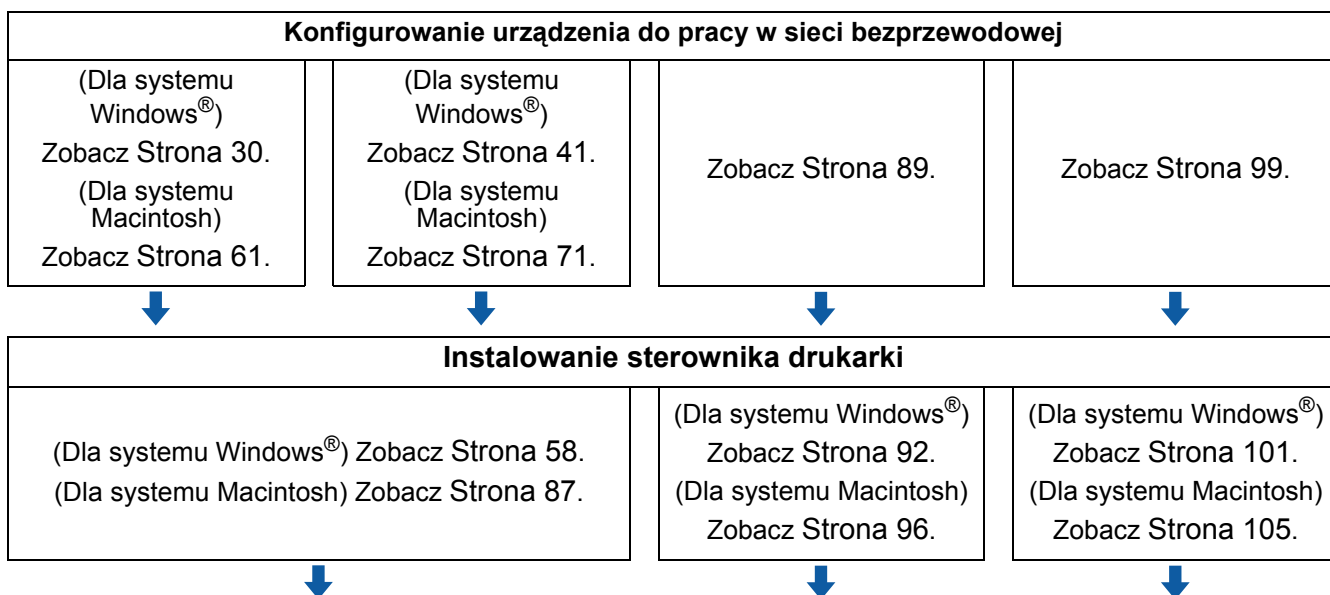 Konfigurowanie urządzenia do pracy w sieci bezprzewodowej
(Dla systemu
Windows®)
Zobacz Strona 30.
(Dla systemu
Macintosh)
Zobacz Strona 61.
(Dla systemu
Windows®)
Zobacz Strona 41.
(Dla systemu
Macintosh)
Zobacz Strona 71.
Zobacz Strona 89.
Zobacz Strona 99.
Instalowanie sterownika drukarki
(Dla systemu Windows®) Zobacz Strona 58.
(Dla systemu Macintosh) Zobacz Strona 87.
(Dla systemu Windows®)
Zobacz Strona 92.
(Dla systemu Macintosh)
Zobacz Strona 96.
(Dla systemu Windows®)
Zobacz Strona 101.
(Dla systemu Macintosh)
Zobacz Strona 105.